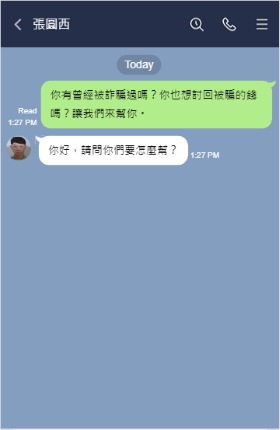 張圖西
Today
你有曾經被詐騙過嗎？你也想討回被騙的錢
嗎？讓我們來幫你。
Read
1:27 PM
你好，請問你們要怎麼幫？
1:27 PM